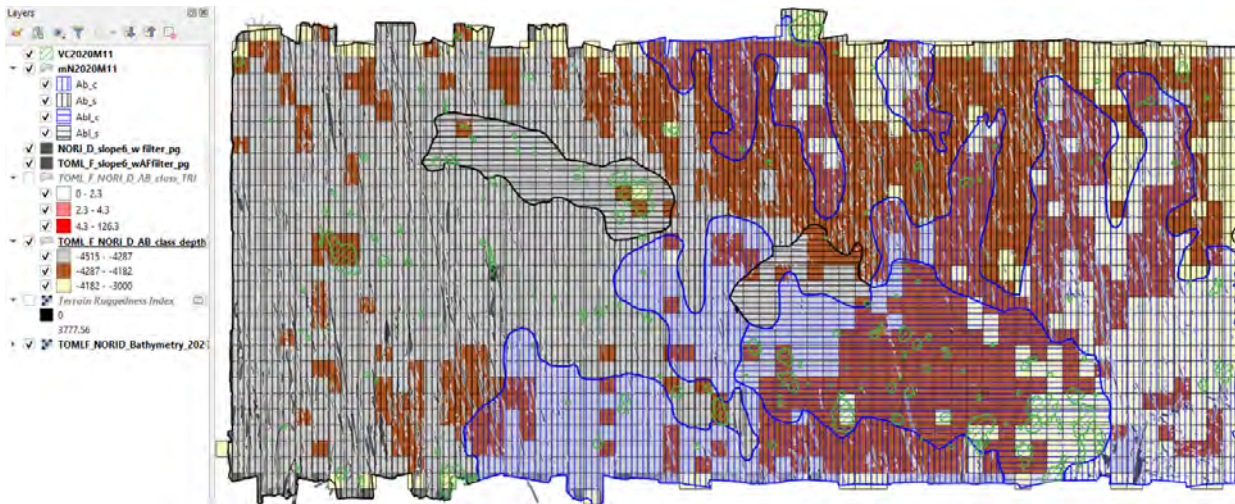 Layers
VC2020M11
mN2020M11
Ab_c
Ab_s
Abl_c
Abl_s
NORI_D_slope6_w filter_pg
TOML_F_slope6_wAFfilter_pg
TOML_F_NORI_D_AB_class_TRI
0 - 2.3
2.3 - 4.3
4.3 - 126.3
TOML_F_NORI_D_AB_class_depth
-4515 - -4287
-4287 - -4182
-4182 - -3000
Terrain Ruggedness Index
0
3777.56
TOMLF_NORID_Bathymetry_202